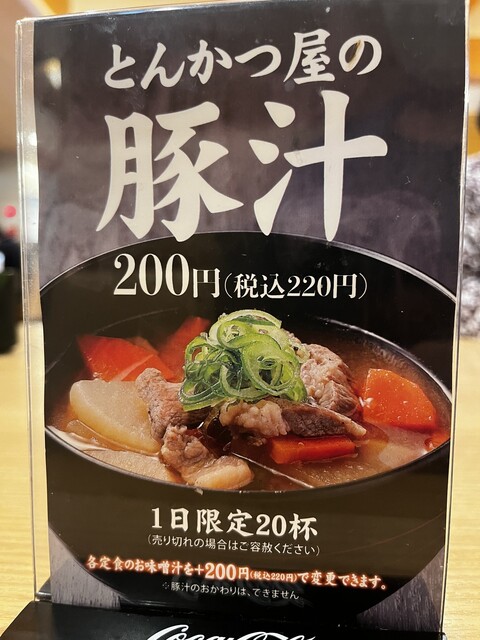 とんかつ屋の
豚汁
200円(税込220円)
1日限定20杯
(売り切れの場合はご容赦ください)
各定食のお味噌汁を+200円(税込220円)で変更できます。
※豚汁のおかわりは、できません
Coca-Cola